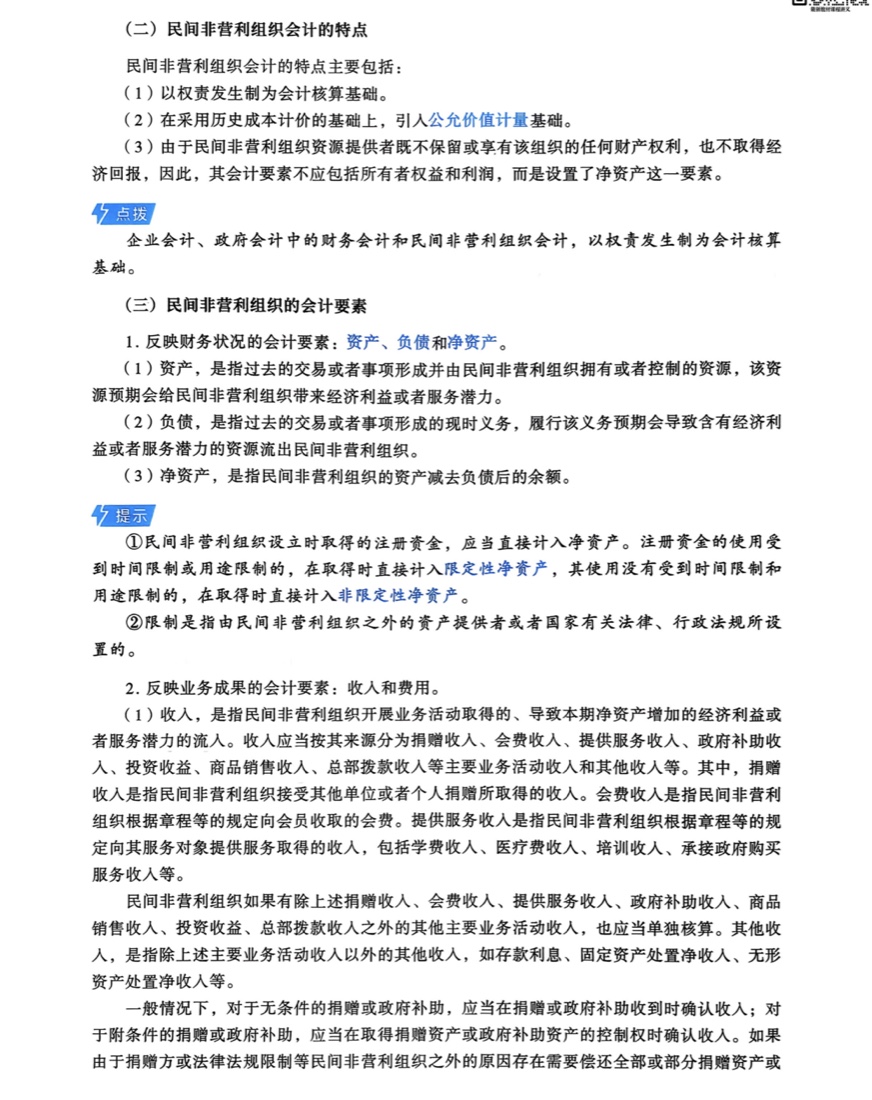 （二）民间非营利组织会计的特点
民间非营利组织会计的特点主要包括：
（1）以权责发生制为会计核算基础。
（2）在采用历史成本计价的基础上，引入公允价值计量基础。
（3）由于民间非营利组织资源提供者既不保留或享有该组织的任何财产权利，也不取得经
济回报，因此，其会计要素不应包括所有者权益和利润，而是设置了净资产这一要素。
点拨
企业会计、政府会计中的财务会计和民间非营利组织会计，以权责发生制为会计核算
基础。
（三）民间非营利组织的会计要素
1. 反映财务状况的会计要素：资产、负债和净资产。
（1）资产，是指过去的交易或者事项形成并由民间非营利组织拥有或者控制的资源，该资
源预期会给民间非营利组织带来经济利益或者服务潜力。
（2）负债，是指过去的交易或者事项形成的现时义务，履行该义务预期会导致含有经济利
益或者服务潜力的资源流出民间非营利组织。
（3）净资产，是指民间非营利组织的资产减去负债后的余额。
提示
①民间非营利组织设立时取得的注册资金，应当直接计入净资产。注册资金的使用受
到时间限制或用途限制的，在取得时直接计入限定性净资产，其使用没有受到时间限制和
用途限制的，在取得时直接计入非限定性净资产。
②限制是指由民间非营利组织之外的资产提供者或者国家有关法律、行政法规所设
置的。
2. 反映业务成果的会计要素：收入和费用。
（1）收入，是指民间非营利组织开展业务活动取得的、导致本期净资产增加的经济利益或
者服务潜力的流入。收入应当按其来源分为捐赠收入、会费收入、提供服务收入、政府补助收
入、投资收益、商品销售收入、总部拨款收入等主要业务活动收入和其他收入等。其中，捐赠
收入是指民间非营利组织接受其他单位或者个人捐赠所取得的收入。会费收入是指民间非营利
组织根据章程等的规定向会员收取的会费。提供服务收入是指民间非营利组织根据章程等的规
定向其服务对象提供服务取得的收入，包括学费收入、医疗费收入、培训收入、承接政府购买
服务收入等。
民间非营利组织如果有除上述捐赠收入、会费收入、提供服务收入、政府补助收入、商品
销售收入、投资收益、总部拨款收入之外的其他主要业务活动收入，也应当单独核算。其他收
入，是指除上述主要业务活动收入以外的其他收入，如存款利息、固定资产处置净收入、无形
资产处置净收入等。
一般情况下，对于无条件的捐赠或政府补助，应当在捐赠或政府补助收到时确认收入；对
于附条件的捐赠或政府补助，应当在取得捐赠资产或政府补助资产的控制权时确认收入。如果
由于捐赠方或法律法规限制等民间非营利组织之外的原因存在需要偿还全部或部分捐赠资产或